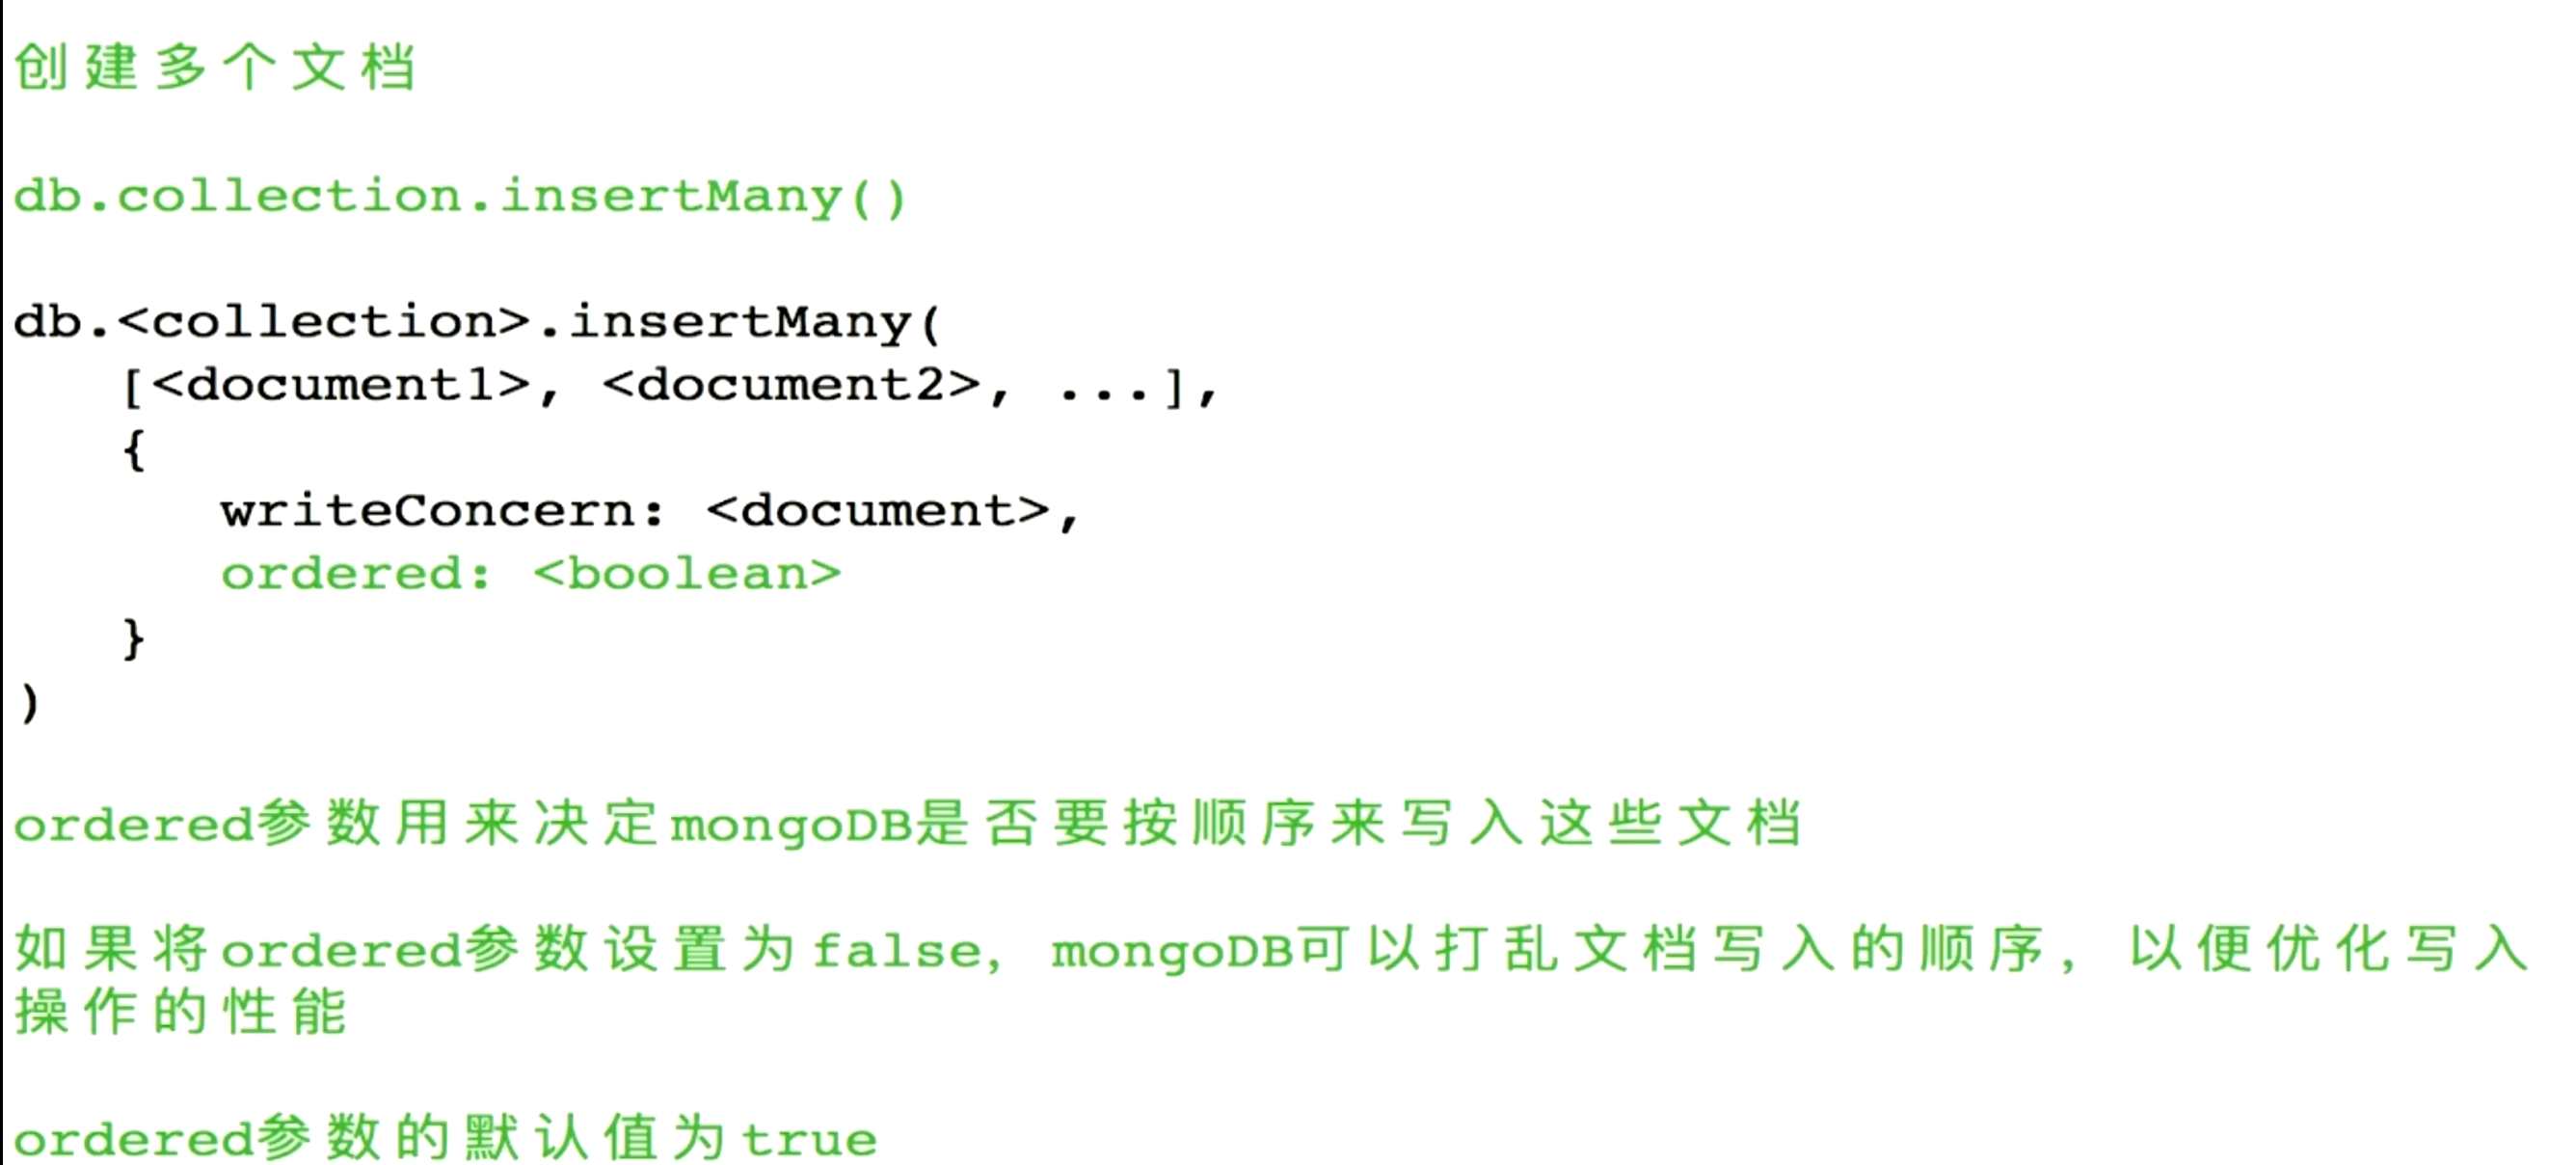 创建多个文档
db.collection.insertMany()
db.<collection>.insertMany(
[<document1>, <document2>, ...],
{
writeConcern: <document>,
ordered: <boolean>
}
)
ordered参数用来决定mongoDB是否要按顺序来写入这些文档
如果将ordered参数设置为false, mongoDB可以打乱文档写入的顺序，以便优化写入
操作的性能
ordered参数的默认值为true